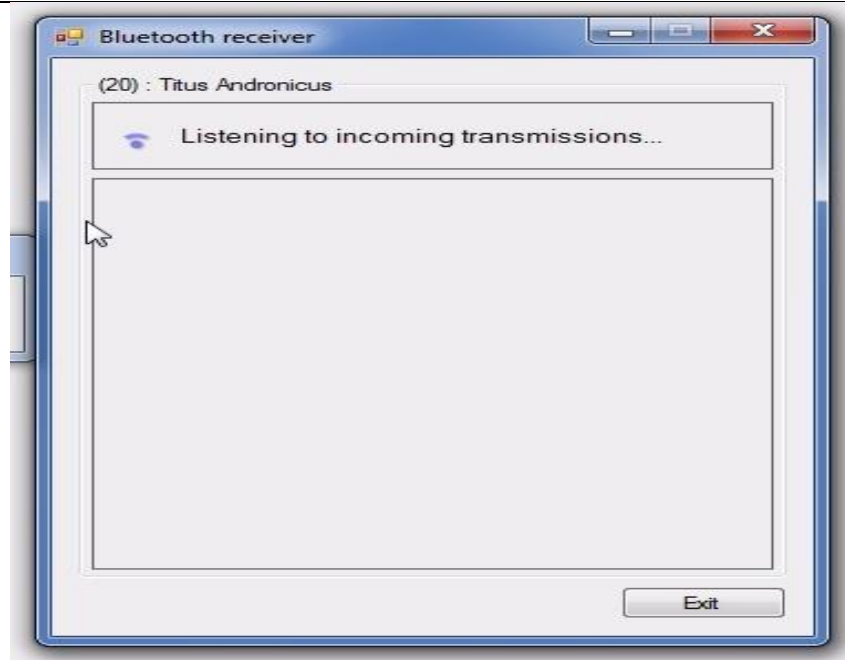 Bluetooth receiver
(20) : Titus Andronicus
Listening to incoming transmissions...
Exit